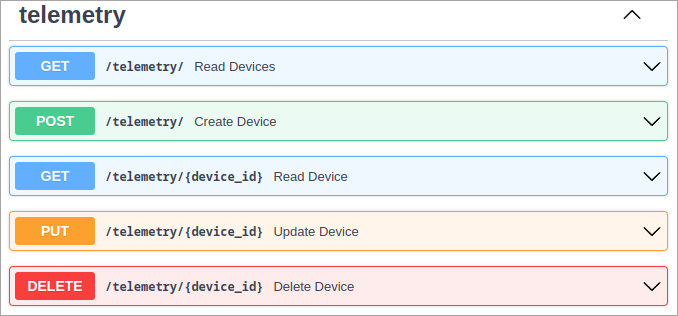 telemetry
GET /telemetry/ Read Devices
POST /telemetry/ Create Device
GET /telemetry/{device_id} Read Device
PUT /telemetry/{device_id} Update Device
DELETE /telemetry/{device_id} Delete Device